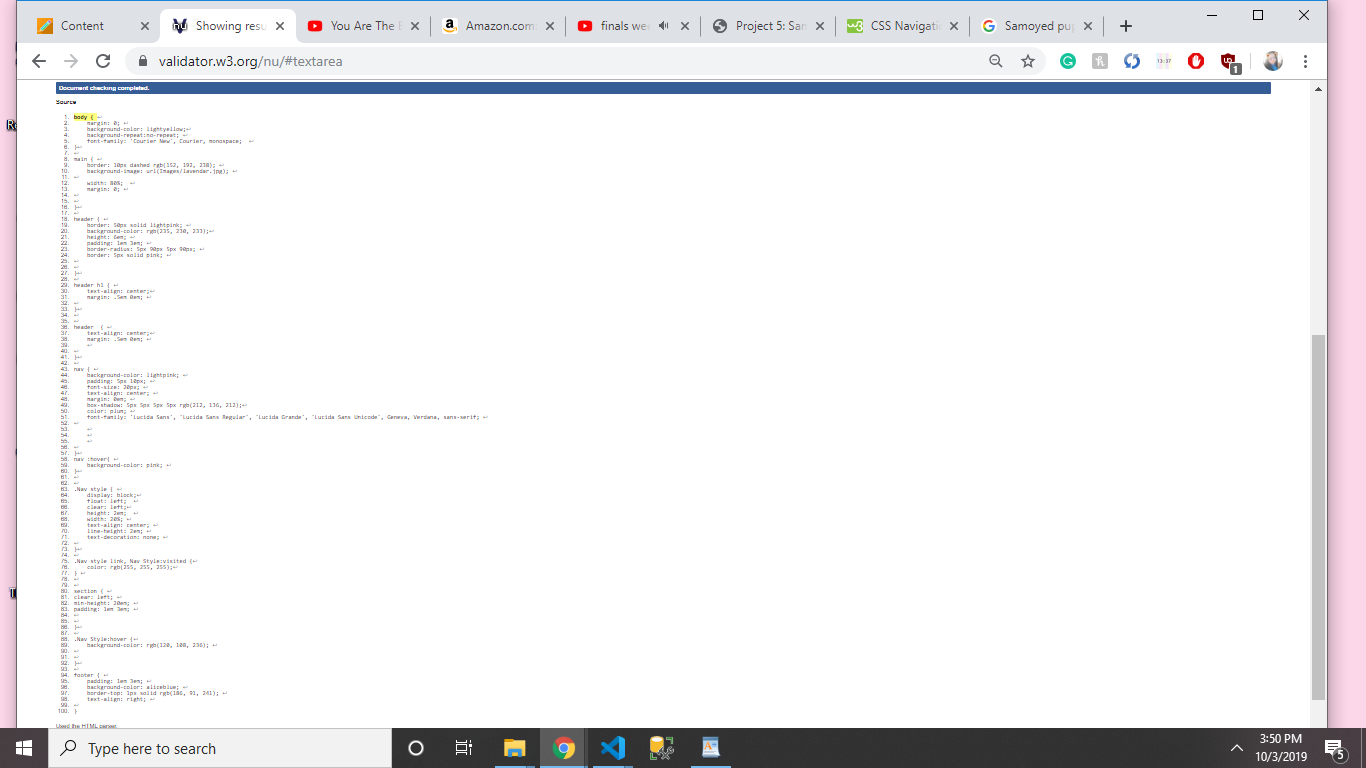 Content
Showing resu
You Are The B
Amazon.com:
finals wee
Project 5: San
CSS Navigati
Samoyed pup
validator.w3.org/nu/#textarea
13:37
1
Document checking completed.
Source
1. body {
2. margin: 0;
3. background-color: lightyellow;
4. background-repeat:no-repeat;
5. font-family: 'Courier New', Courier, monospace;
6. }
7.
8. main {
9. border: 10px dashed rgb(152, 192, 238);
10. background-image: url(Images/lavendar.jpg);
11.
12. width: 80%;
13. margin: 0;
14.
15.
16. }
17.
18. header {
19. border: 50px solid lightpink;
20. background-color: rgb(235, 230, 233);
21. height: 6em;
22. padding: 1em 3em;
23. border-radius: 5px 90px 5px 90px;
24. border: 5px solid pink;
25.
26.
27. }
28.
29. header h1 {
30. text-align: center;
31. margin: .5em 0em;
32.
33. }
34.
35.
36. header {
37. text-align: center;
38. margin: .5em 0em;
39.
40.
41. }
42.
43. nav {
44. background-color: lightpink;
45. padding: 5px 10px;
46. font-size: 20px;
47. text-align: center;
48. margin: 0em;
49. box-shadow: 5px 5px 5px 5px rgb(212, 136, 212);
50. color: plum;
51. font-family: 'Lucida Sans', 'Lucida Sans Regular', 'Lucida Grande', 'Lucida Sans Unicode', Geneva, Verdana, sans-serif;
52.
53.
54.
55.
56.
57. }
58. nav :hover{
59. background-color: pink;
60. }
61.
62.
63. .Nav style {
64. display: block;
65. float: left;
66. clear: left;
67. height: 2em;
68. width: 20%;
69. text-align: center;
70. line-height: 2em;
71. text-decoration: none;
72.
73. }
74.
75. .Nav style link, Nav Style:visited {
76. color: rgb(255, 255, 255);
77. }
78.
79.
80. section {
81. clear: left;
82. min-height: 20em;
83. padding: 1em 3em;
84.
85.
86. }
87.
88. .Nav Style:hover {
89. background-color: rgb(120, 108, 236);
90.
91.
92. }
93.
94. footer {
95. padding: 1em 3em;
96. background-color: aliceblue;
97. border-top: 1px solid rgb(186, 91, 241);
98. text-align: right;
99.
100. }
Used the HTML parser.
Type here to search
3:50 PM
10/3/2019
5